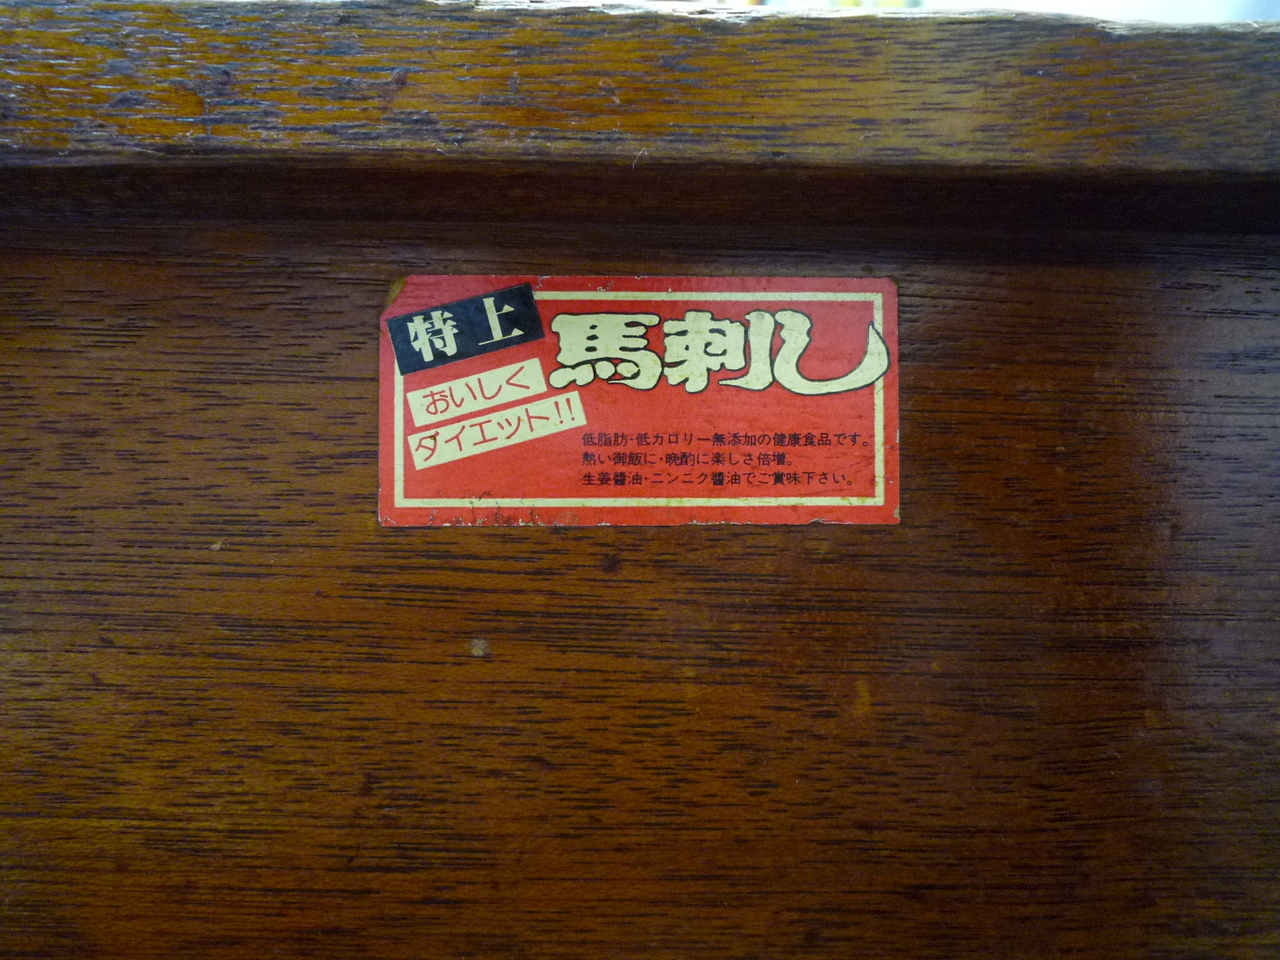 特上
馬刺し
おいしく
ダイエット!!
低脂肪・低カロリー無添加の健康食品です。
熱い御飯に・晩酌に楽しさ倍増。
生姜醬油・ニンニク醬油でご賞味下さい。